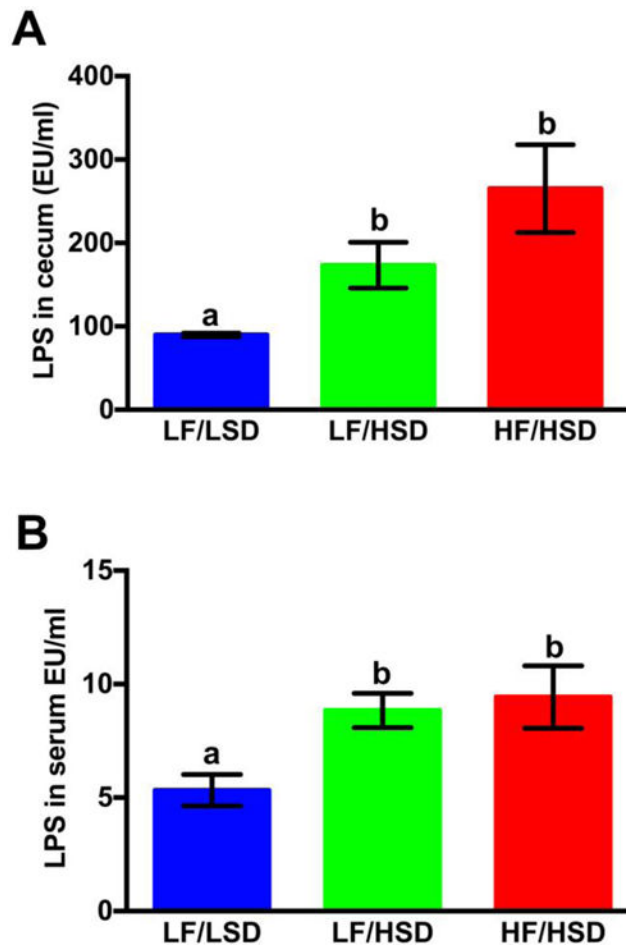 A
LPS in cecum (EU/ml)
400
300
200
100
0
a
b
b
LF/LSD LF/HSD HF/HSD
B
LPS in serum EU/ml
15
10
5
0
a
b
b
LF/LSD LF/HSD HF/HSD